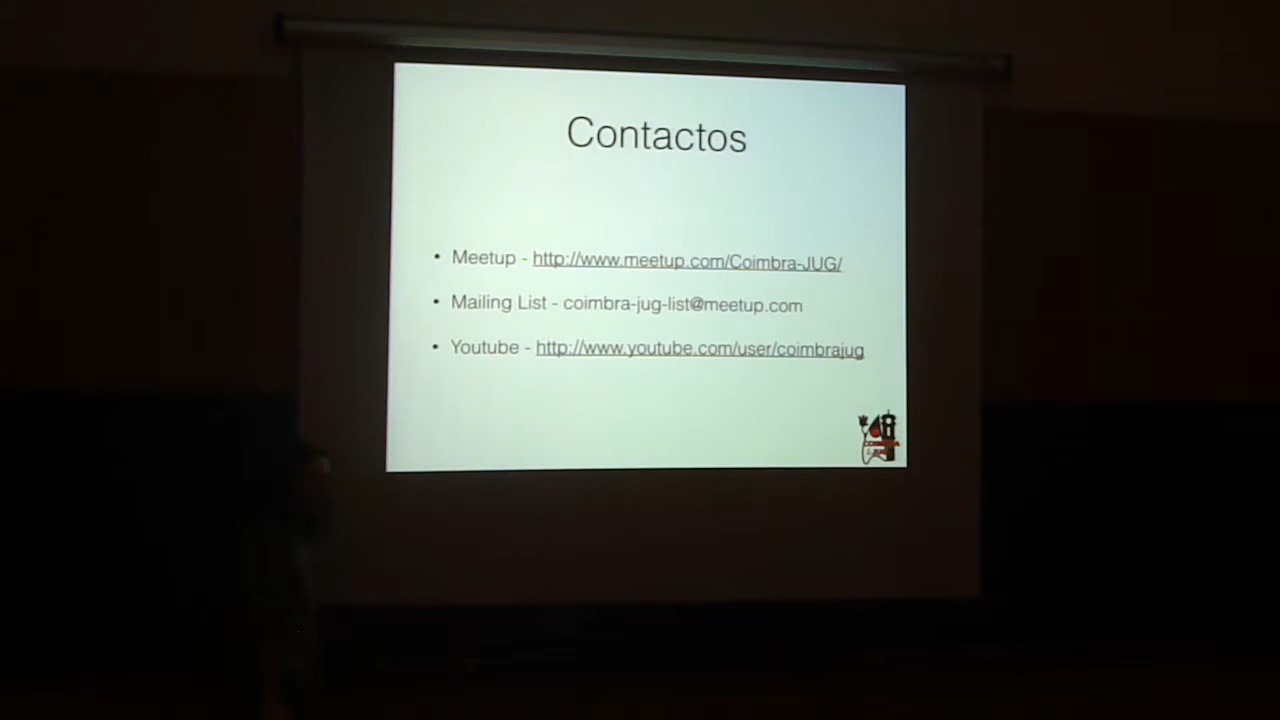 Contactos
• Meetup - http://www.meetup.com/Coimbra-JUG/
• Mailing List - coimbra-jug-list@meetup.com
• Youtube - http://www.youtube.com/user/coimbrajug